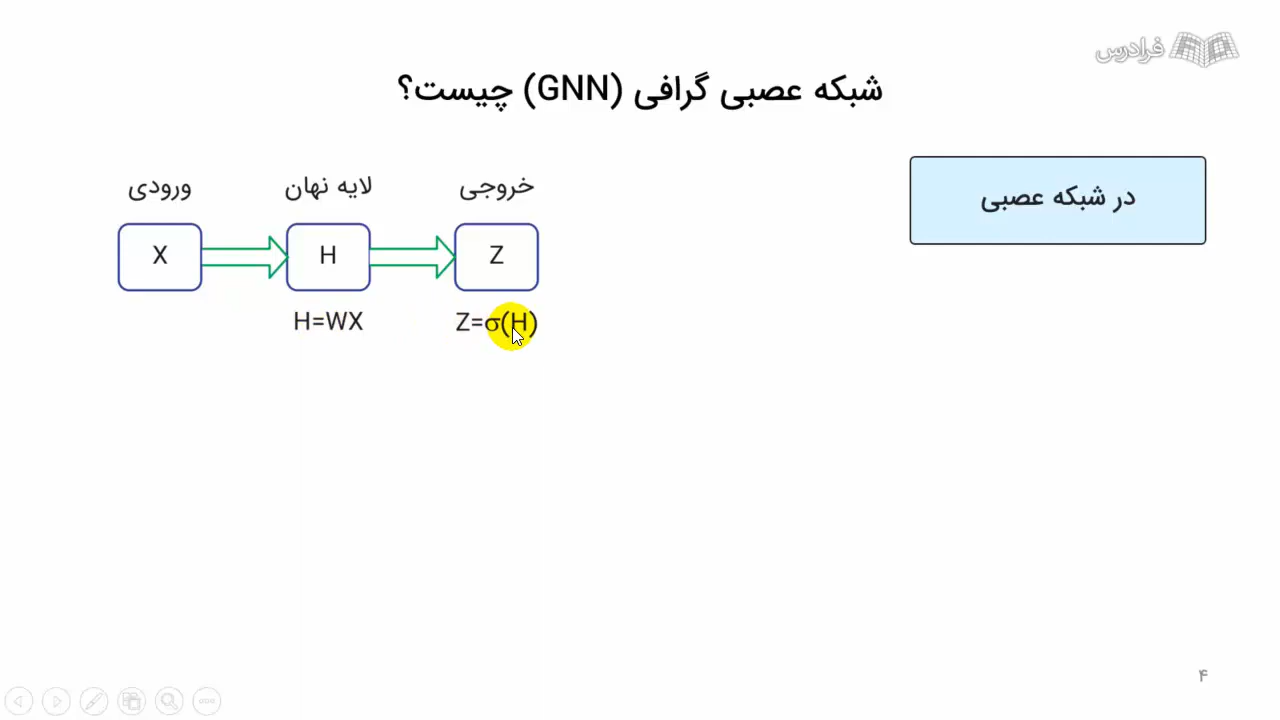 فرادرس
شبکه عصبی گرافی (GNN) چیست؟
در شبکه عصبی
ورودی
لایه نهان
خروجی
X
H
Z
H=WX
Z=σ(H)
۴